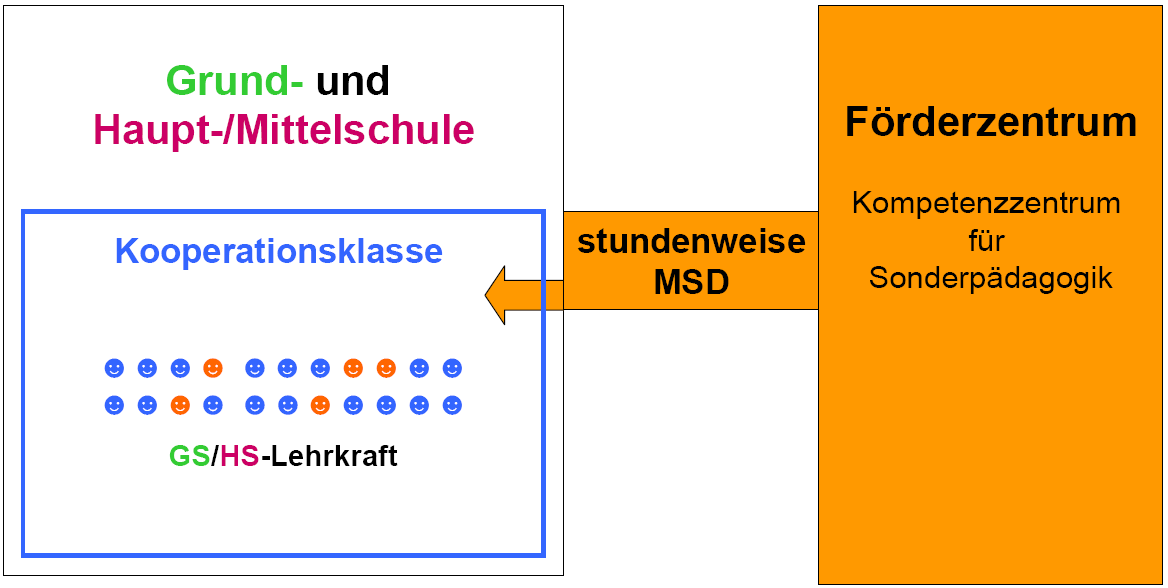 Grund- und
Haupt-/Mittelschule
Kooperationsklasse
GS/HS-Lehrkraft
stundenweise
MSD
Förderzentrum
Kompetenzzentrum
für
Sonderpädagogik